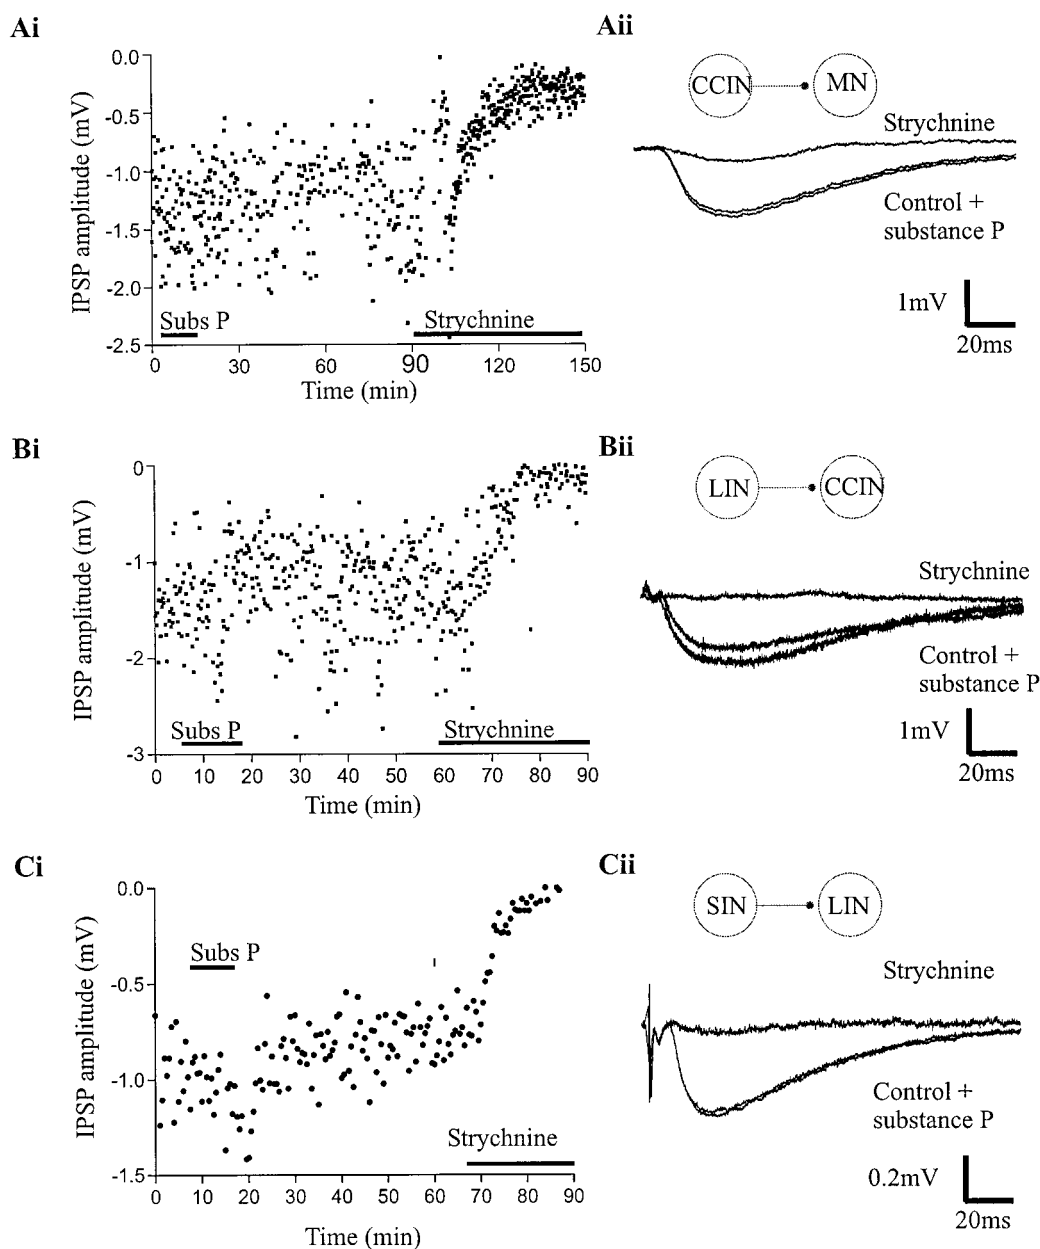 Ai
IPSP amplitude (mV)
0.0
-0.5
-1.0
-1.5
-2.0
-2.5
Subs P
Strychnine
0 30 60 90 120 150
Time (min)
Aii
CCIN MN
Strychnine
Control +
substance P
1mV
20ms
Bi
IPSP amplitude (mV)
0
-1
-2
-3
Subs P
Strychnine
0 10 20 30 40 50 60 70 80 90
Time (min)
Bii
LIN CCIN
Strychnine
Control +
substance P
1mV
20ms
Ci
IPSP amplitude (mV)
0.0
-0.5
-1.0
-1.5
Subs P
Strychnine
0 10 20 30 40 50 60 70 80 90
Time (min)
Cii
SIN LIN
Strychnine
Control +
substance P
0.2mV
20ms